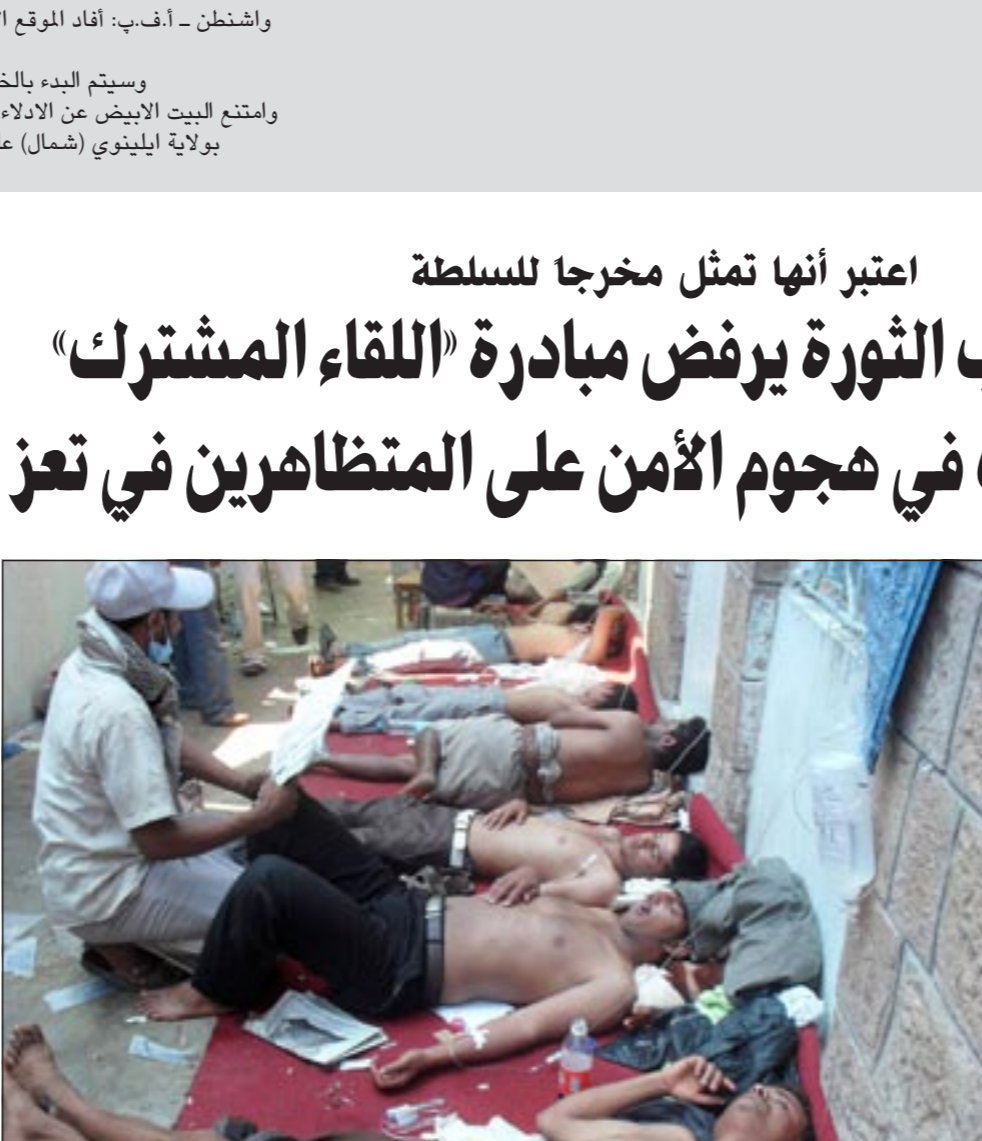 واشنطن ـ أ.ف.پ: أفاد الموقع
وسيتم البدء
وامتنع البيت الابيض عن الادلاء
بولاية ايلينوي (شمال)
اعتبر أنها تمثل مخرجاً للسلطة
الثورة يرفض مبادرة «اللقاء المشترك»
في هجوم الأمن على المتظاهرين في تعز